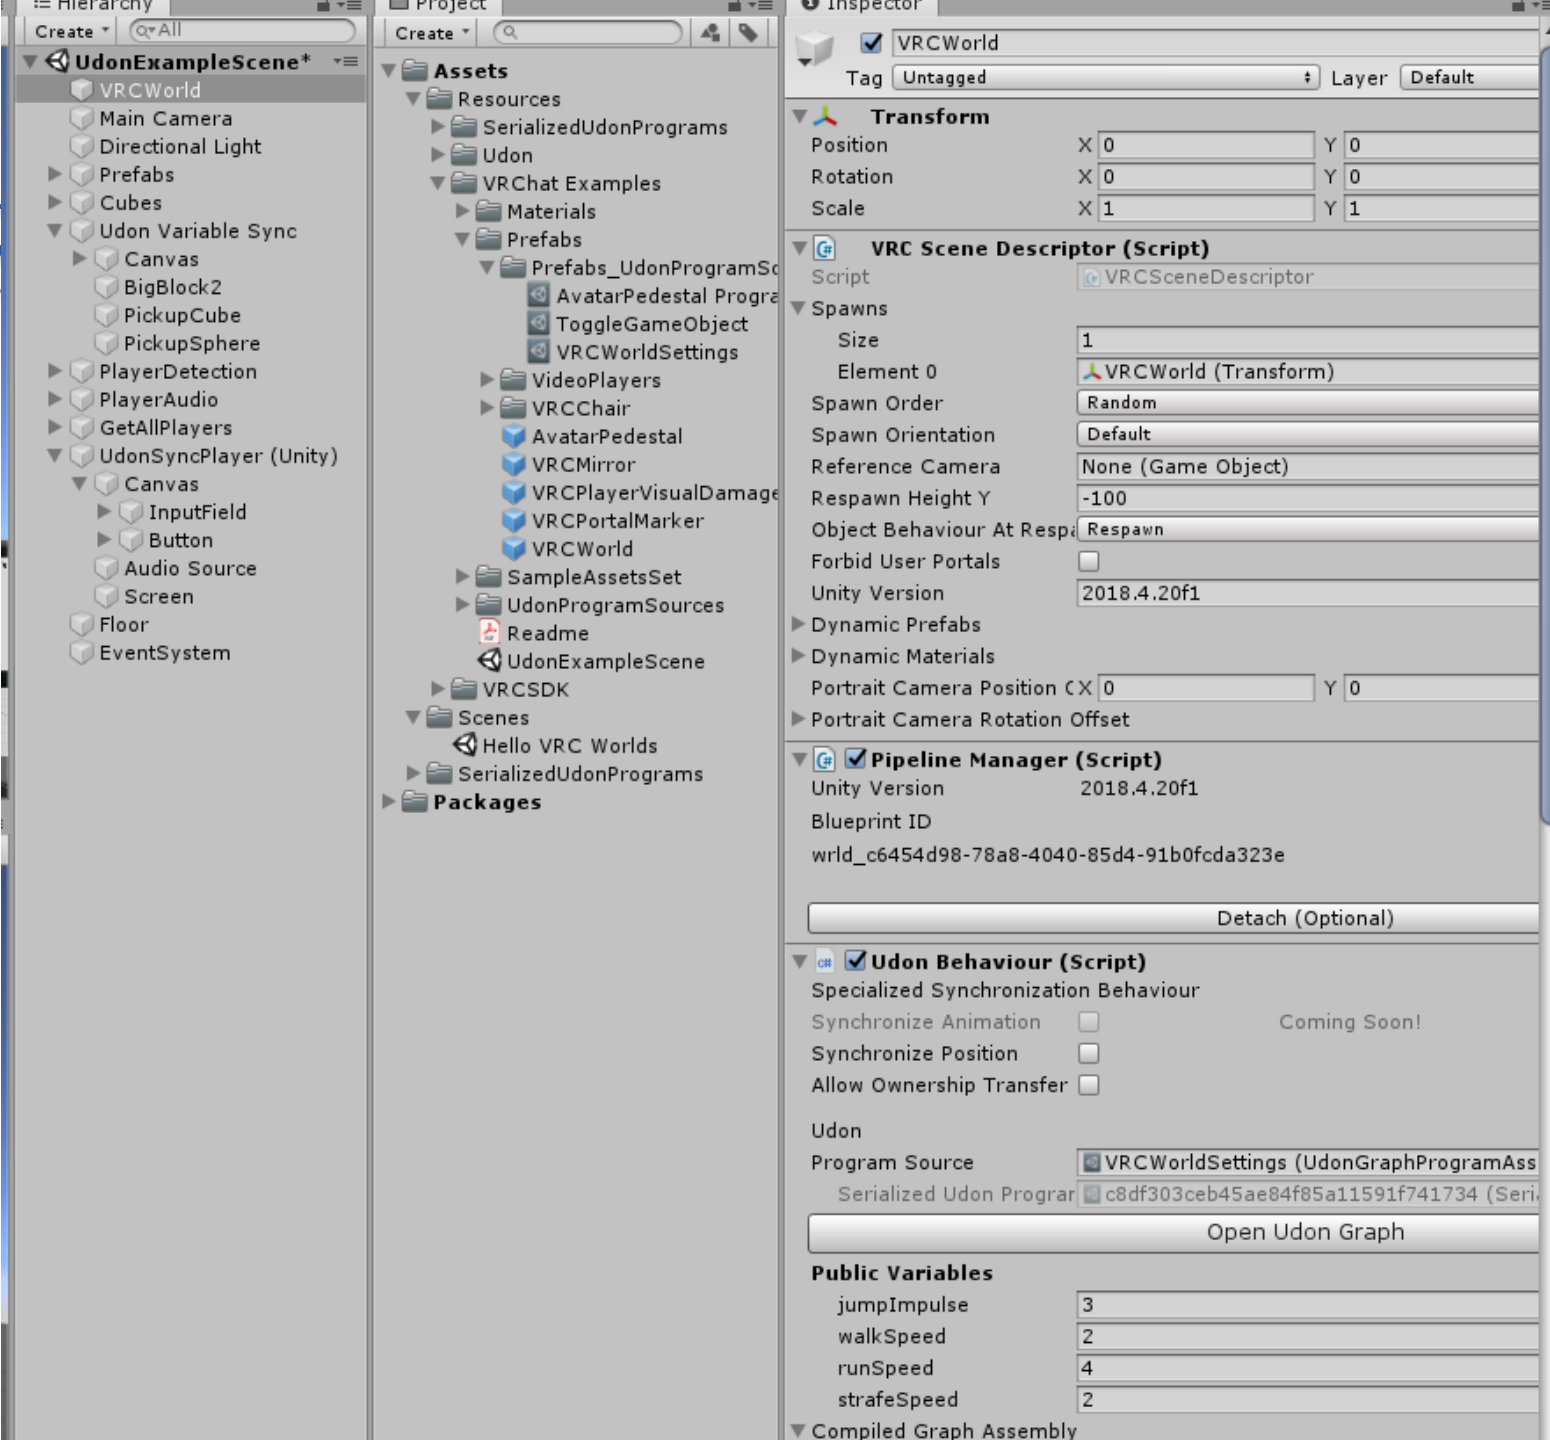 Hierarchy
Create
All
UdonExampleScene*
VRCWorld
Main Camera
Directional Light
Prefabs
Cubes
Udon Variable Sync
Canvas
BigBlock2
PickupCube
PickupSphere
PlayerDetection
PlayerAudio
GetAllPlayers
UdonSyncPlayer (Unity)
Canvas
InputField
Button
Audio Source
Screen
Floor
EventSystem
Project
Create
Assets
Resources
SerializedUdonPrograms
Udon
VRChat Examples
Materials
Prefabs
Prefabs_UdonProgramSo
AvatarPedestal Progra
ToggleGameObject
VRCWorldSettings
VideoPlayers
VRCChair
AvatarPedestal
VRCMirror
VRCPlayerVisualDamage
VRCPortalMarker
VRCWorld
SampleAssetsSet
UdonProgramSources
Readme
UdonExampleScene
VRCSDK
Scenes
Hello VRC Worlds
SerializedUdonPrograms
Packages
Inspector
VRCWorld
Tag Untagged Layer Default
Transform
Position X 0 Y 0
Rotation X 0 Y 0
Scale X 1 Y 1
VRC Scene Descriptor (Script)
Script VRCSceneDescriptor
Spawns
Size 1
Element 0 VRCWorld (Transform)
Spawn Order Random
Spawn Orientation Default
Reference Camera None (Game Object)
Respawn Height Y -100
Object Behaviour At Respa Respawn
Forbid User Portals
Unity Version 2018.4.20f1
Dynamic Prefabs
Dynamic Materials
Portrait Camera Position C X 0 Y 0
Portrait Camera Rotation Offset
Pipeline Manager (Script)
Unity Version 2018.4.20f1
Blueprint ID
wrld_c6454d98-78a8-4040-85d4-91b0fcda323e
Detach (Optional)
Udon Behaviour (Script)
Specialized Synchronization Behaviour
Synchronize Animation Coming Soon!
Synchronize Position
Allow Ownership Transfer
Udon
Program Source VRCWorldSettings (UdonGraphProgramAss
Serialized Udon Prograr c8df303ceb45ae84f85a11591f741734 (Seri
Open Udon Graph
Public Variables
jumpImpulse 3
walkSpeed 2
runSpeed 4
strafeSpeed 2
Compiled Graph Assembly